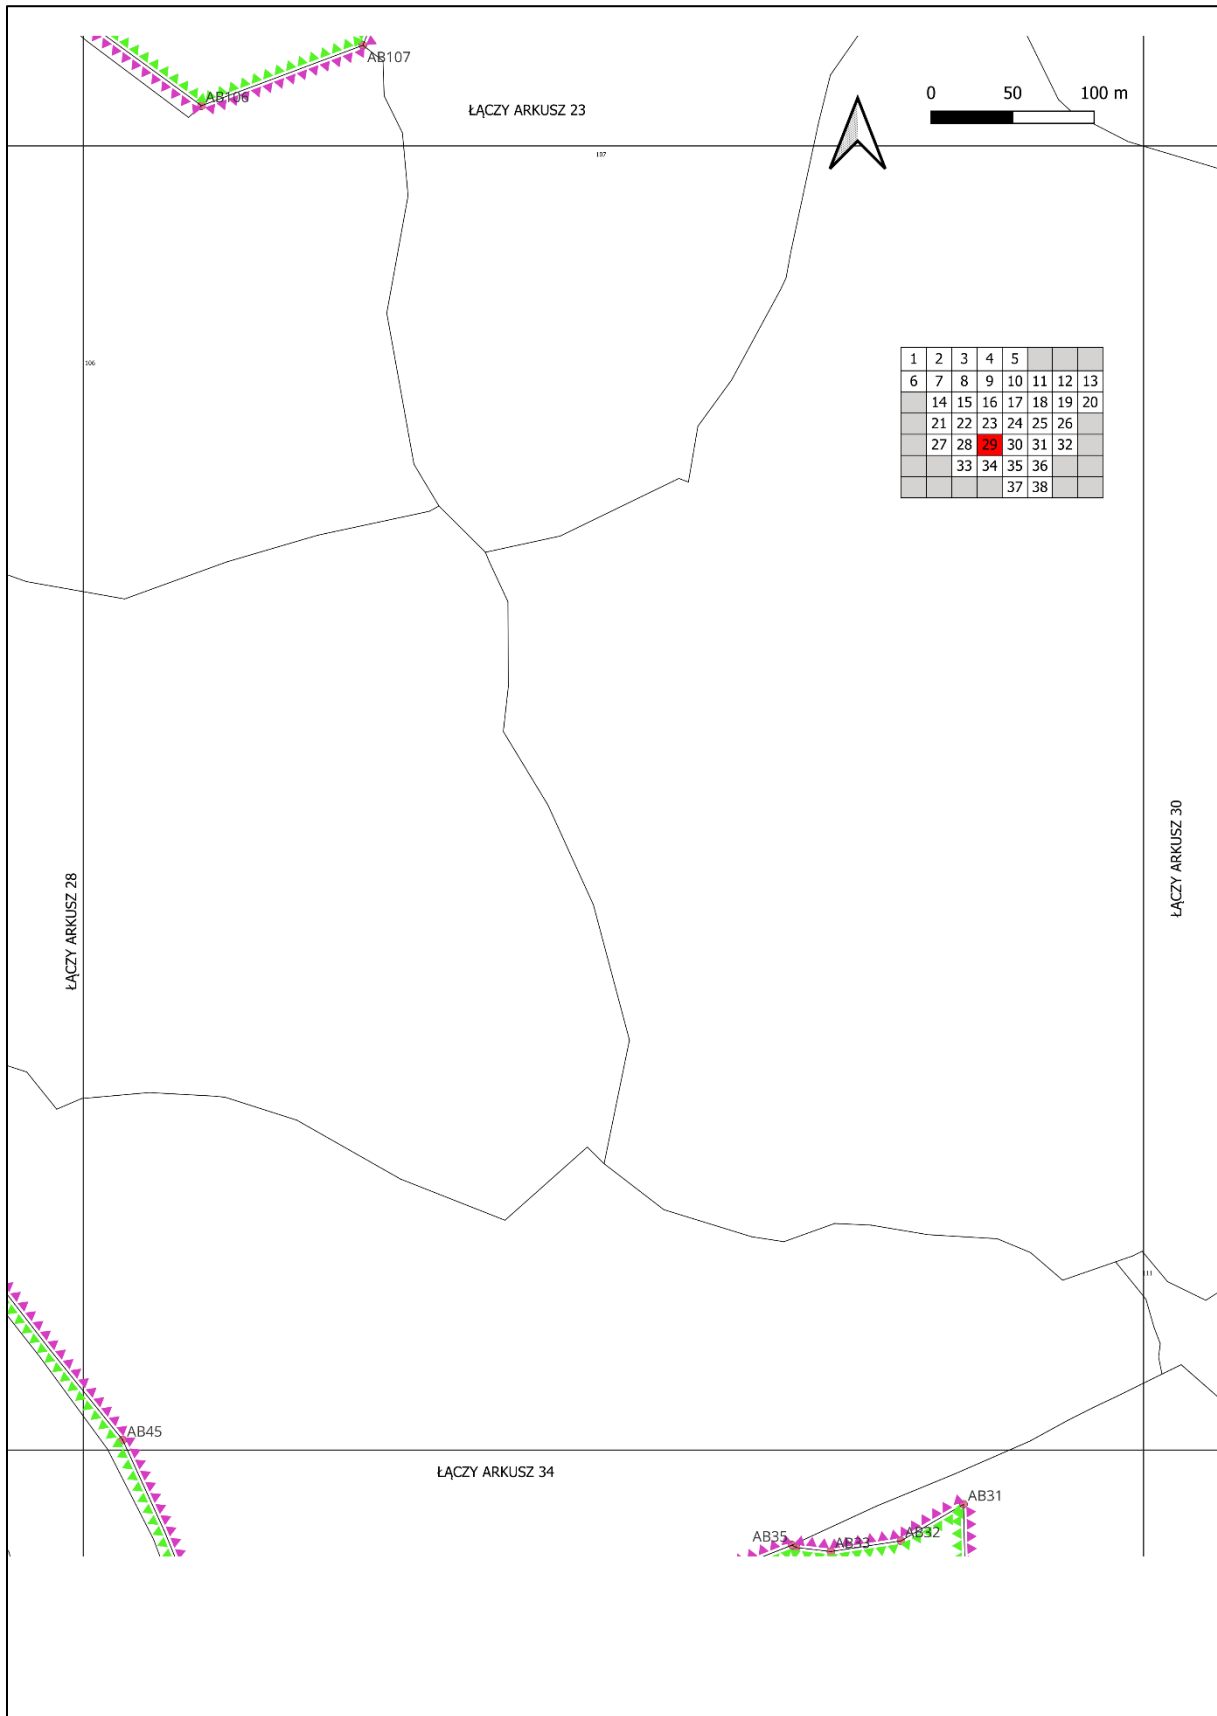 AB107
AB106
ŁĄCZY ARKUSZ 23
0 50 100 m
137
106
1 2 3 4 5
6 7 8 9 10 11 12 13
14 15 16 17 18 19 20
21 22 23 24 25 26
27 28 29 30 31 32
33 34 35 36
37 38
ŁĄCZY ARKUSZ 28
ŁĄCZY ARKUSZ 30
111
AB45
ŁĄCZY ARKUSZ 34
AB31
AB32
AB35
AB33